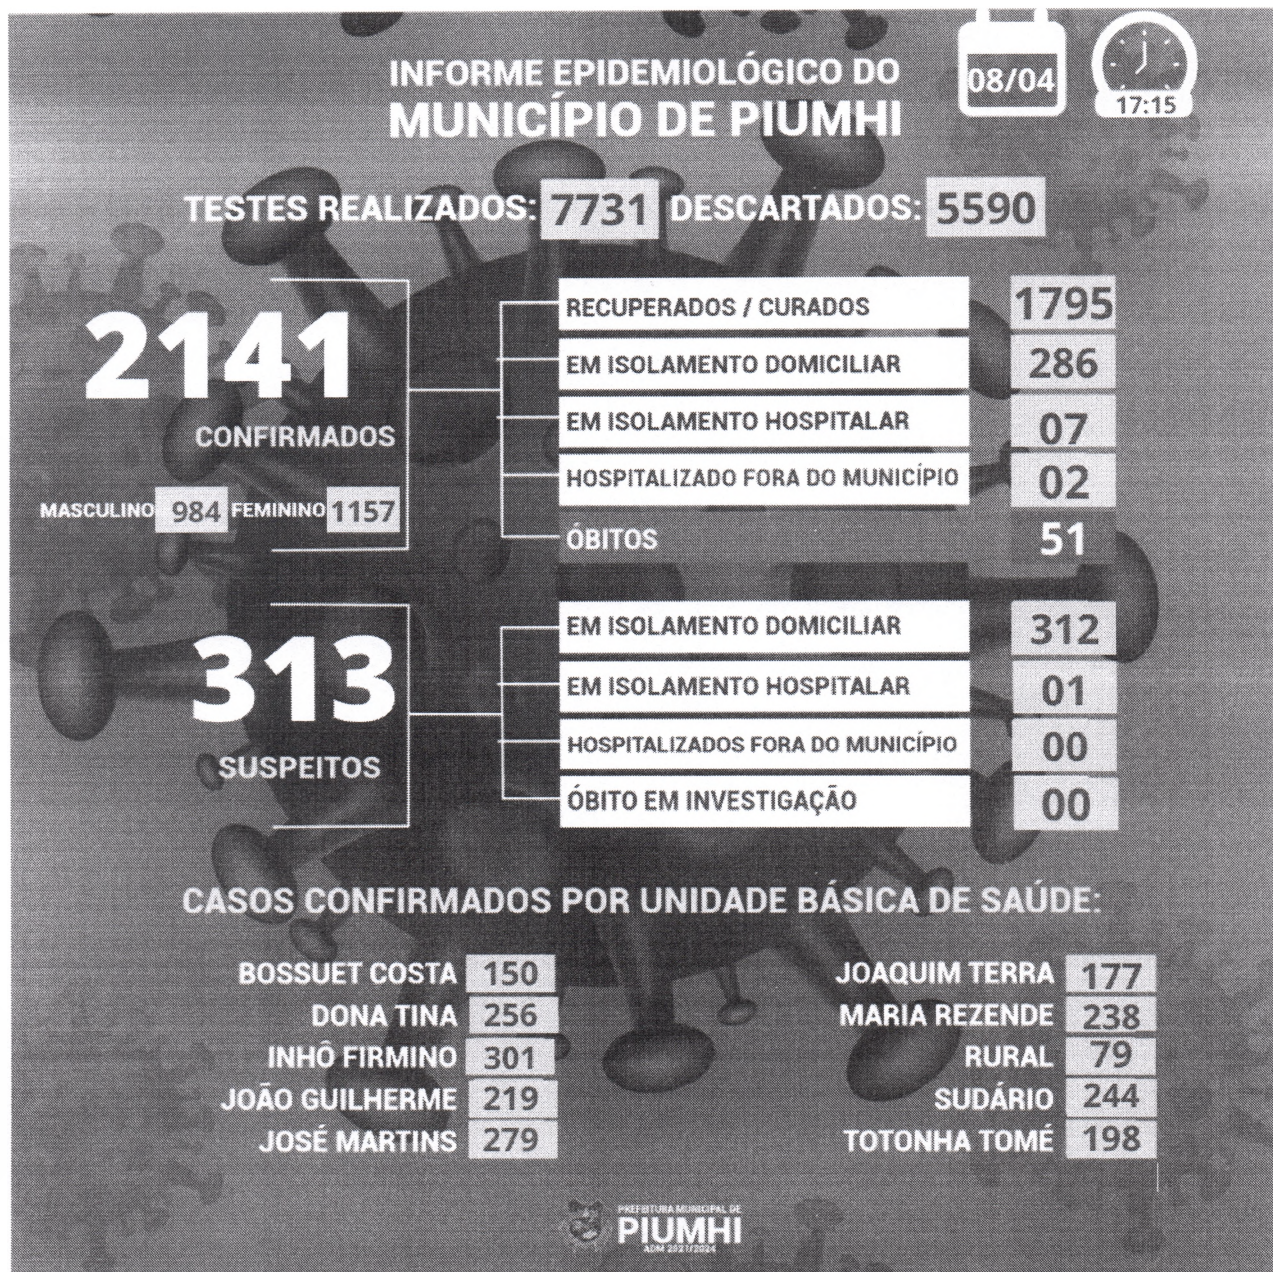 INFORME EPIDEMIOLÓGICO DO
MUNICÍPIO DE PIUMHI
08/04
17:15
TESTES REALIZADOS: 7731 DESCARTADOS: 5590
2141
CONFIRMADOS
MASCULINO 984 FEMININO 1157
RECUPERADOS / CURADOS 1795
EM ISOLAMENTO DOMICILIAR 286
EM ISOLAMENTO HOSPITALAR 07
HOSPITALIZADO FORA DO MUNICÍPIO 02
ÓBITOS 51
313
SUSPEITOS
EM ISOLAMENTO DOMICILIAR 312
EM ISOLAMENTO HOSPITALAR 01
HOSPITALIZADOS FORA DO MUNICÍPIO 00
ÓBITO EM INVESTIGAÇÃO 00
CASOS CONFIRMADOS POR UNIDADE BÁSICA DE SAÚDE:
BOSSUET COSTA 150
DONA TINA 256
INHÔ FIRMINO 301
JOÃO GUILHERME 219
JOSÉ MARTINS 279
JOAQUIM TERRA 177
MARIA REZENDE 238
RURAL 79
SUDÁRIO 244
TOTONHA TOMÉ 198
PREFEITURA MUNICIPAL DE
PIUMHI
ADM 2021/2024